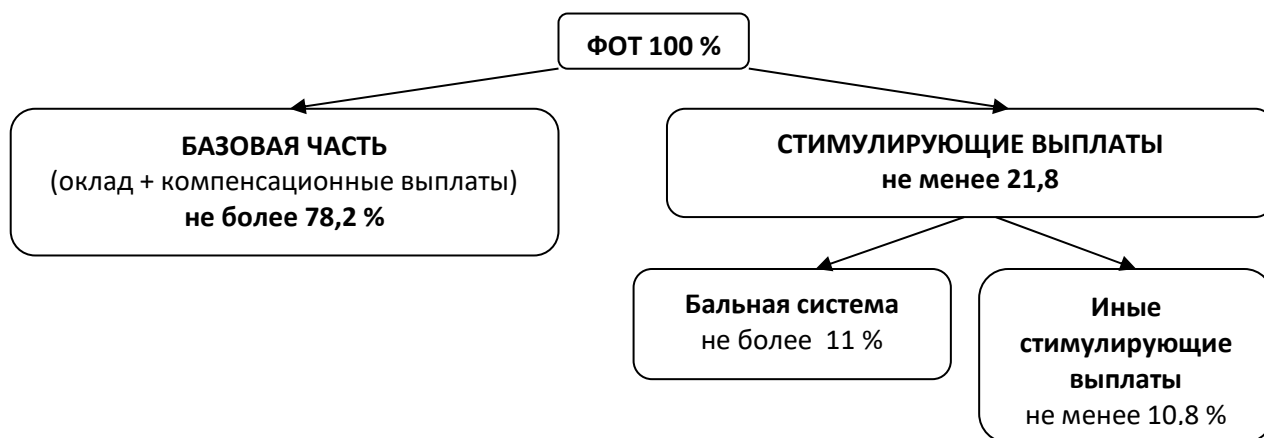 ФОТ 100 %
БАЗОВАЯ ЧАСТЬ
(оклад + компенсационные выплаты)
не более 78,2 %
СТИМУЛИРУЮЩИЕ ВЫПЛАТЫ
не менее 21,8
Бальная система
не более 11 %
Иные
стимулирующие
выплаты
не менее 10,8 %